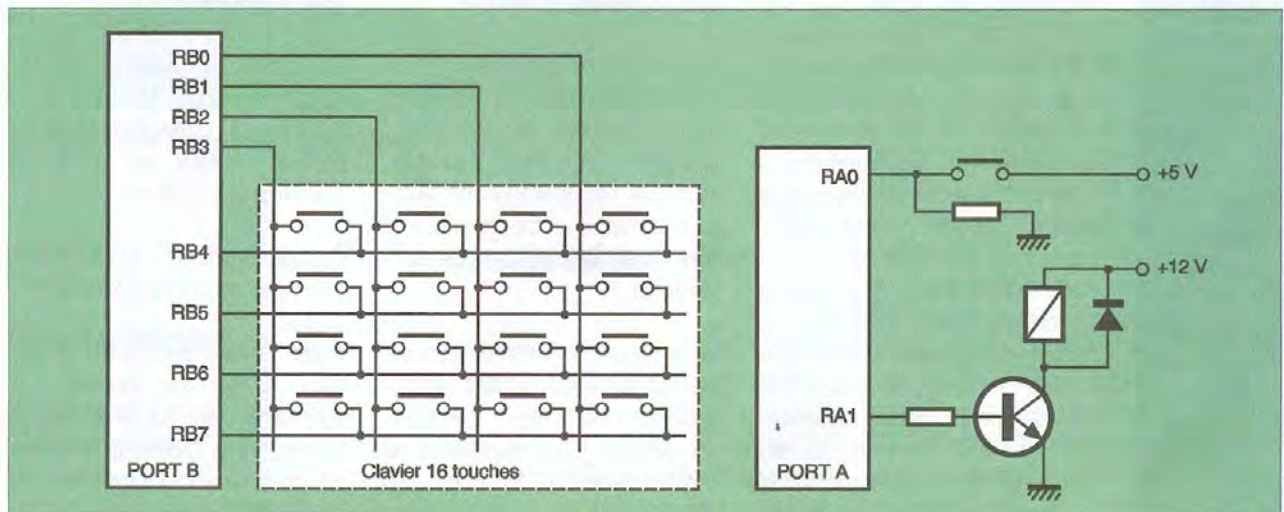 RB0
RB1
RB2
RB3
RB4
RB5
RB6
RB7
PORT B
Clavier 16 touches
RA0
+5 V
+12 V
RA1
PORT A